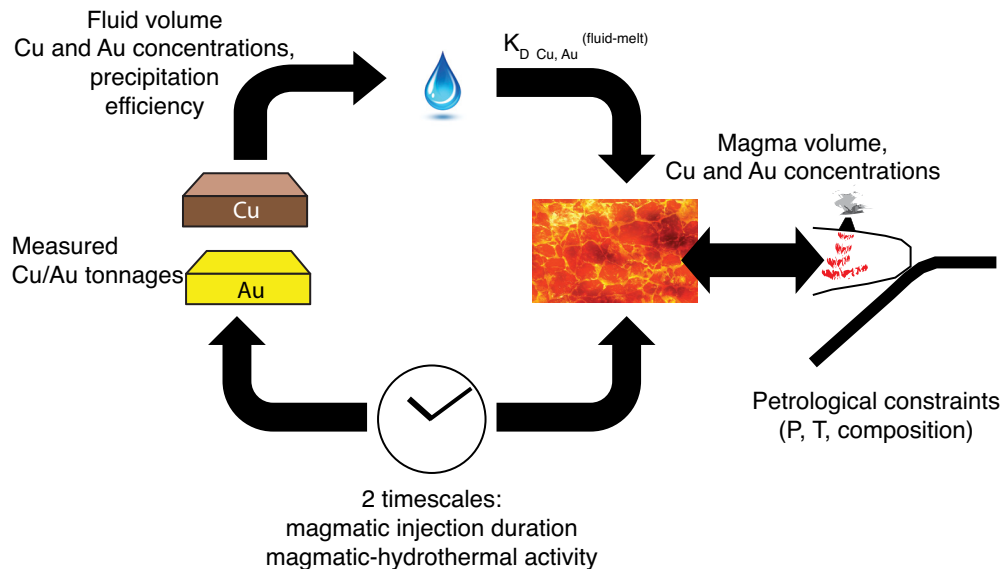 Fluid volume
Cu and Au concentrations,
precipitation
efficiency
K D Cu, Au (fluid-melt)
Magma volume,
Cu and Au concentrations
Cu
Measured
Cu/Au tonnages
Au
Petrological constraints
(P, T, composition)
2 timescales:
magmatic injection duration
magmatic-hydrothermal activity